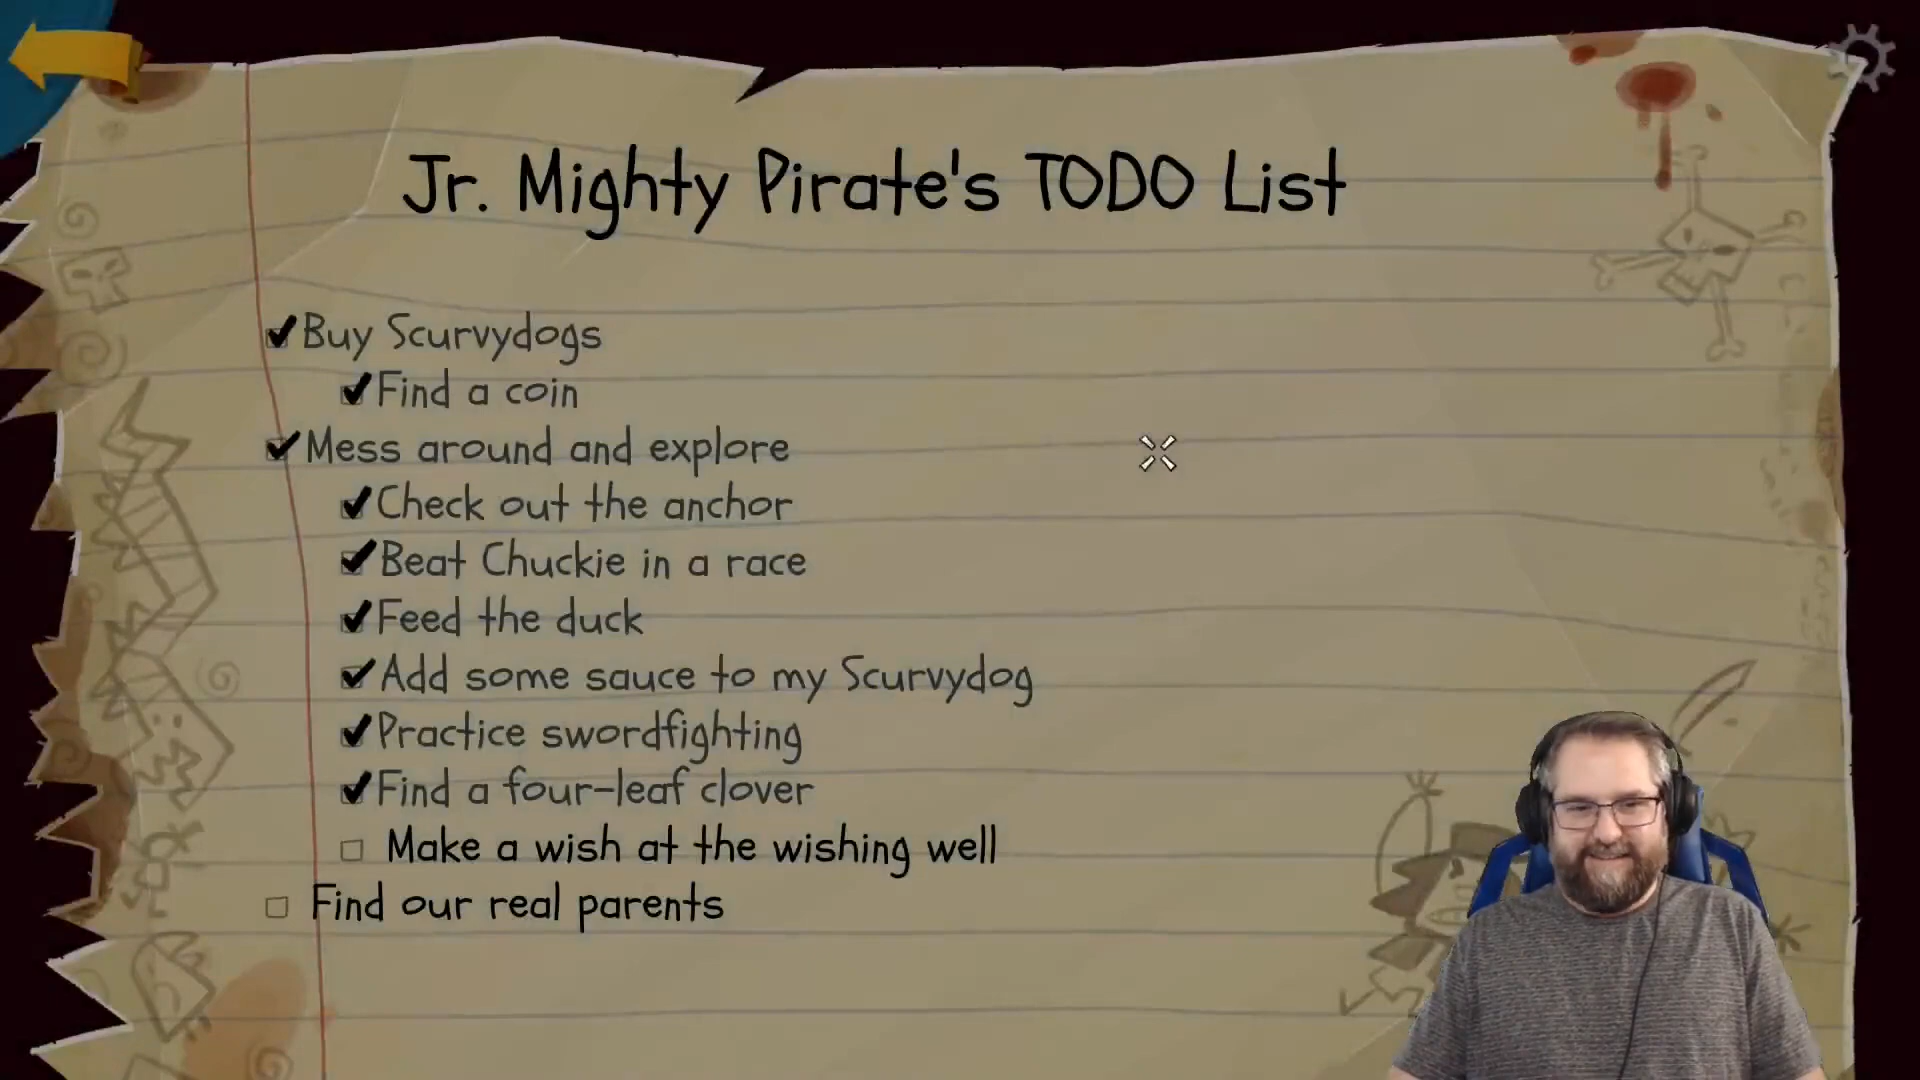 Jr. Mighty Pirate's TODO List
Buy Scurvydogs
Find a coin
Mess around and explore
Check out the anchor
Beat Chuckie in a race
Feed the duck
Add some sauce to my Scurvydog
Practice swordfighting
Find a four-leaf clover
Make a wish at the wishing well
Find our real parents